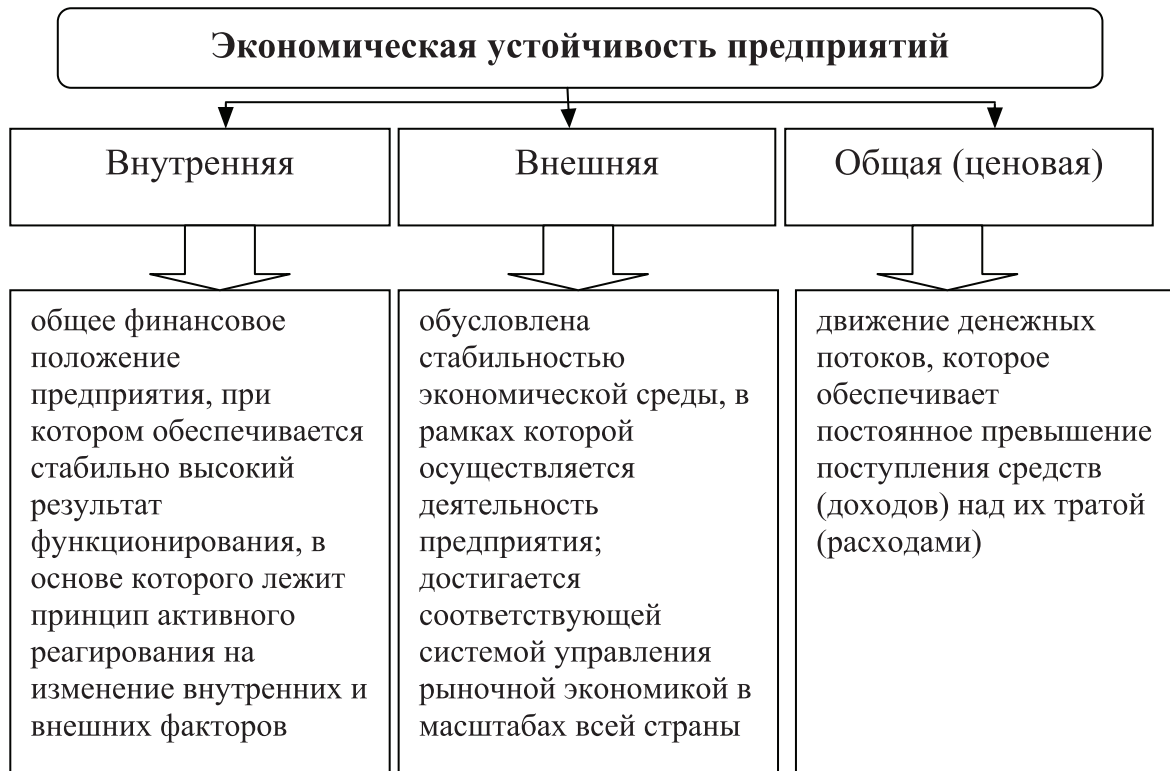 Экономическая устойчивость предприятий
Внутренняя
Внешняя
Общая (ценовая)
общее финансовое
положение
предприятия, при
котором обеспечивается
стабильно высокий
результат
функционирования, в
основе которого лежит
принцип активного
реагирования на
изменение внутренних и
внешних факторов
обусловлена
стабильностью
экономической среды, в
рамках которой
осуществляется
деятельность
предприятия;
достигается
соответствующей
системой управления
рыночной экономикой в
масштабах всей страны
движение денежных
потоков, которое
обеспечивает
постоянное превышение
поступления средств
(доходов) над их тратой
(расходами)